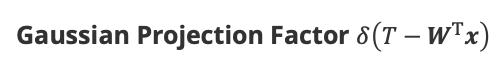 Gaussian Projection Factor δ(T − Wᵀx)